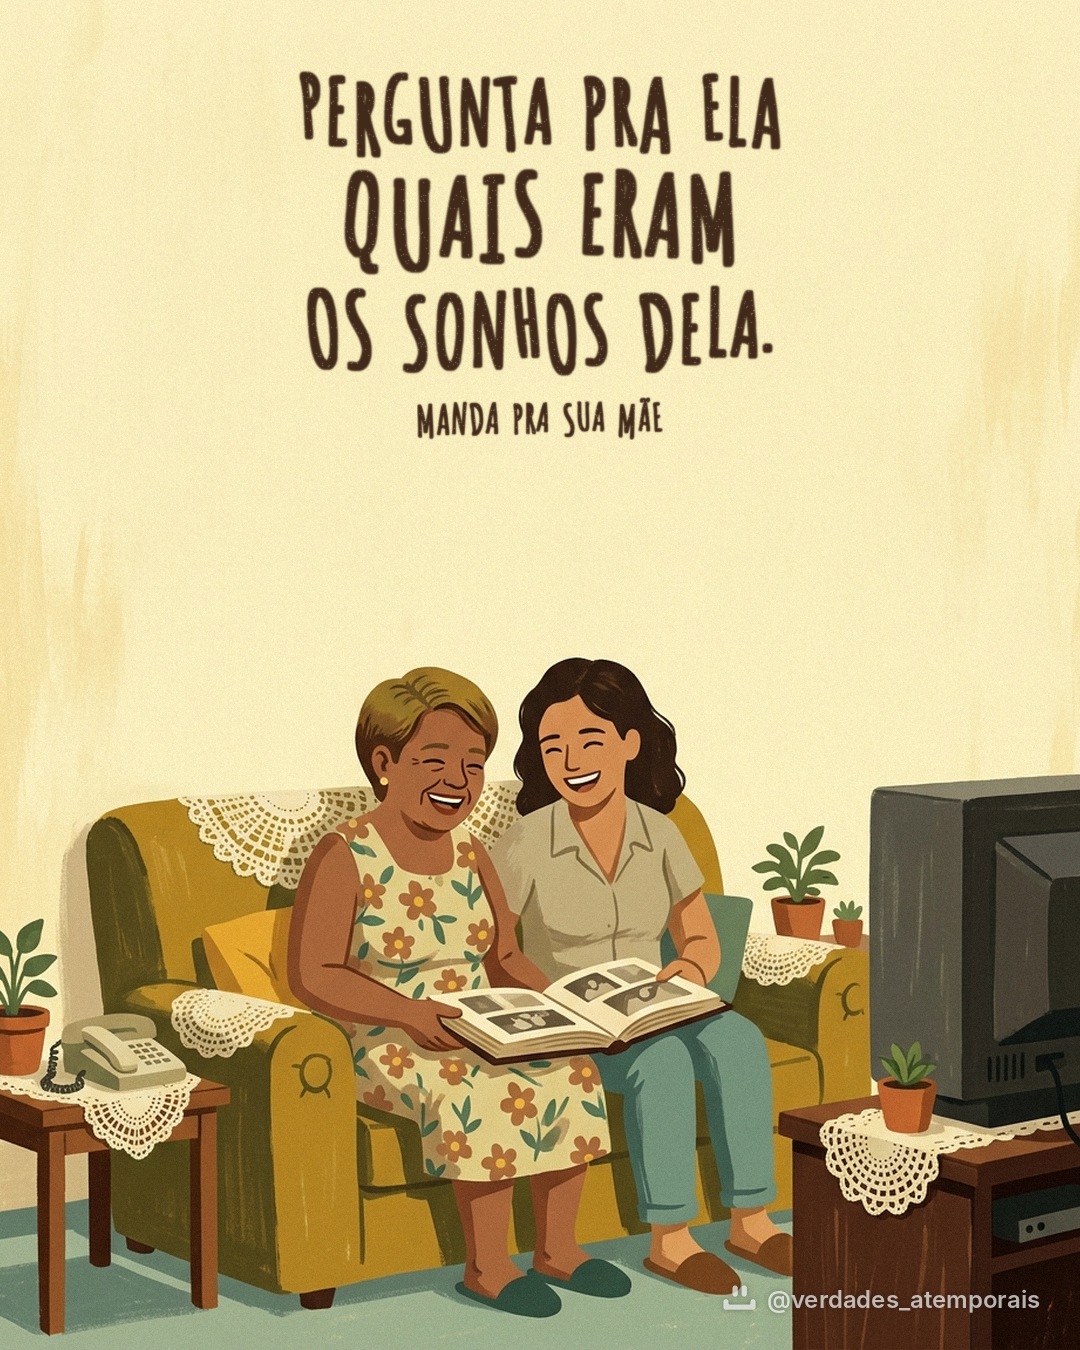 PERGUNTA PRA ELA
QUAIS ERAM
OS SONHOS DELA.
MANDA PRA SUA MÃE
@verdades_atemporais